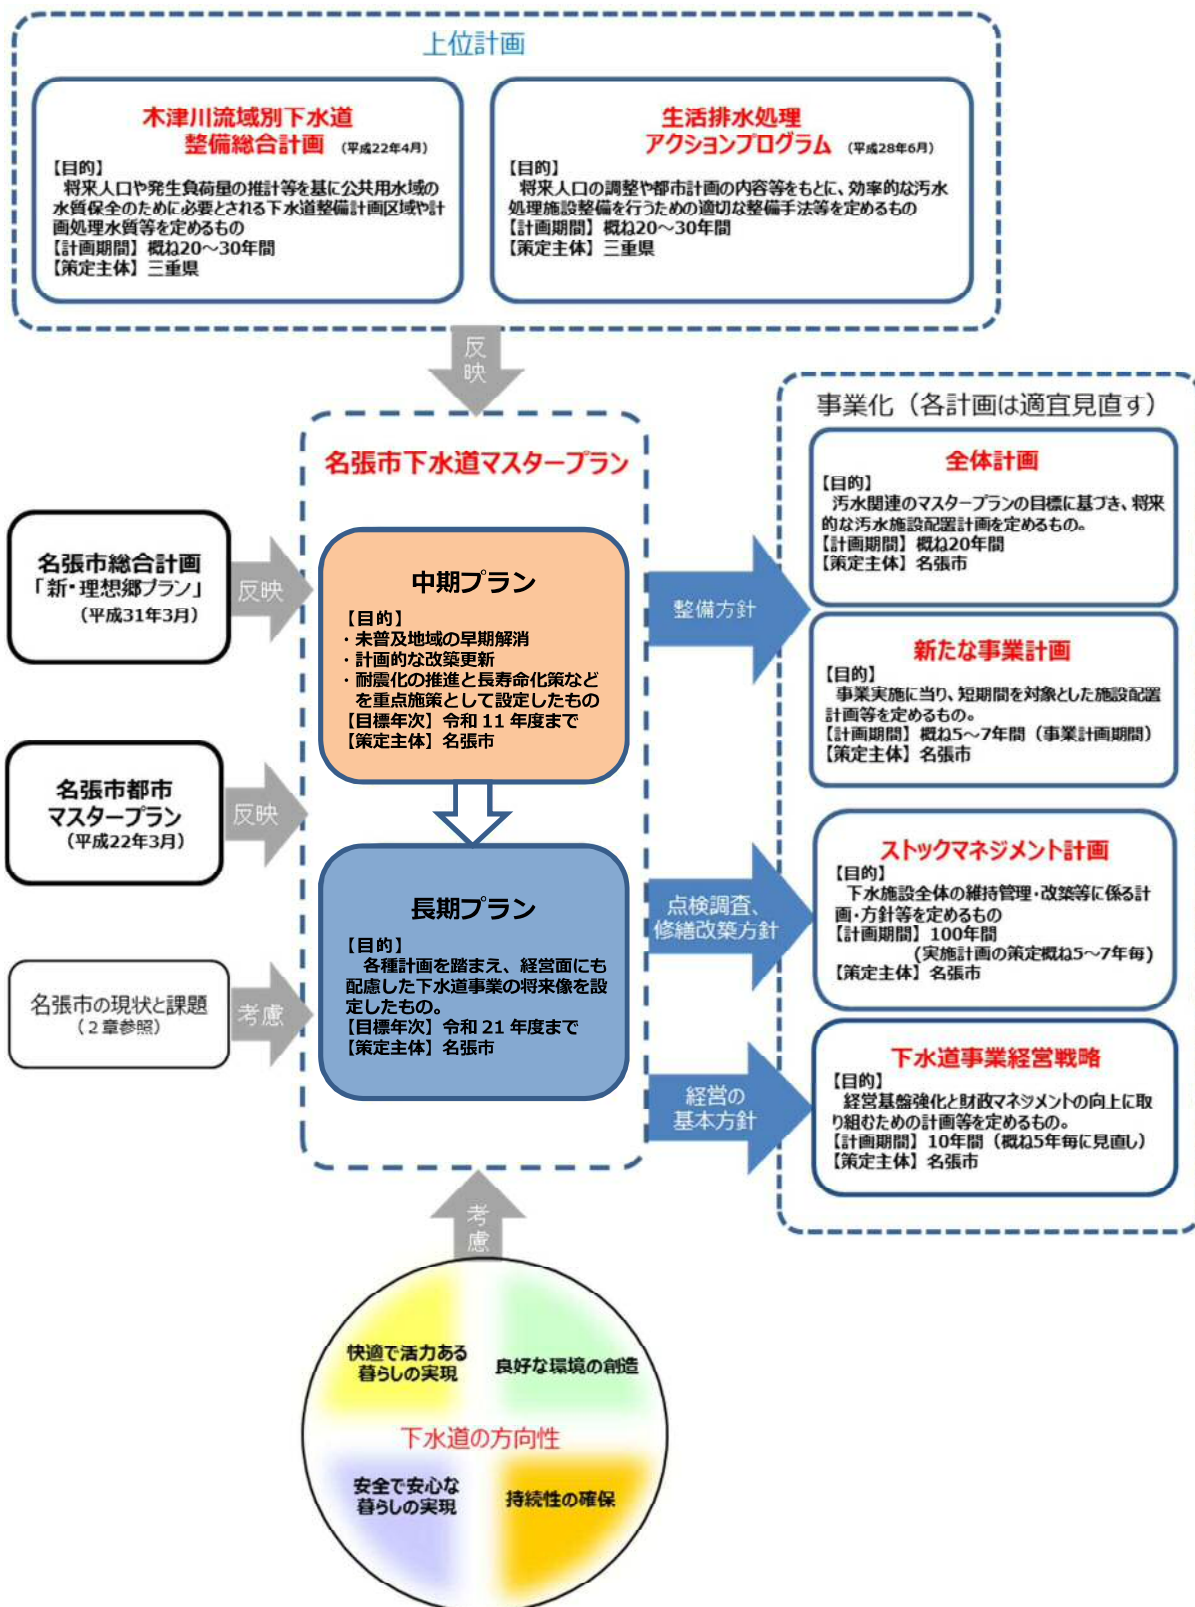 上位計画
木津川流域別下水道
整備総合計画 (平成22年4月)
【目的】
将来人口や発生負荷量の推計等を基に公共用水域の
水質保全のために必要とされる下水道整備計画区域や計
画処理水質等を定めるもの
【計画期間】概ね20～30年間
【策定主体】三重県
生活排水処理
アクションプログラム (平成28年6月)
【目的】
将来人口の調整や都市計画の内容等をもとに、効率的な汚水
処理施設整備を行うための適切な整備手法等を定めるもの
【計画期間】概ね20～30年間
【策定主体】三重県
反
映
名張市総合計画
「新・理想郷プラン」
(平成31年3月)
反映
名張市都市
マスタープラン
(平成22年3月)
反映
名張市の現状と課題
(2章参照)
考慮
名張市下水道マスタープラン
中期プラン
【目的】
・未普及地域の早期解消
・計画的な改築更新
・耐震化の推進と長寿命化策など
を重点施策として設定したもの
【目標年次】令和 11 年度まで
【策定主体】名張市
長期プラン
【目的】
各種計画を踏まえ、経営面にも
配慮した下水道事業の将来像を設
定したもの。
【目標年次】令和 21 年度まで
【策定主体】名張市
整備方針
点検調査、
修繕改築方針
経営の
基本方針
事業化（各計画は適宜見直す）
全体計画
【目的】
汚水関連のマスタープランの目標に基づき、将来
的な汚水施設配置計画を定めるもの。
【計画期間】概ね20年間
【策定主体】名張市
新たな事業計画
【目的】
事業実施に当り、短期間を対象とした施設配置
計画等を定めるもの。
【計画期間】概ね5～7年間（事業計画期間）
【策定主体】名張市
ストックマネジメント計画
【目的】
下水施設全体の維持管理・改築等に係る計
画・方針等を定めるもの
【計画期間】100年間
(実施計画の策定概ね5～7年毎)
【策定主体】名張市
下水道事業経営戦略
【目的】
経営基盤強化と財政マネジメントの向上に取
り組むための計画等を定めるもの。
【計画期間】10年間（概ね5年毎に見直し）
【策定主体】名張市
考
慮
快適で活力ある
暮らしの実現
良好な環境の創造
下水道の方向性
安全で安心な
暮らしの実現
持続性の確保